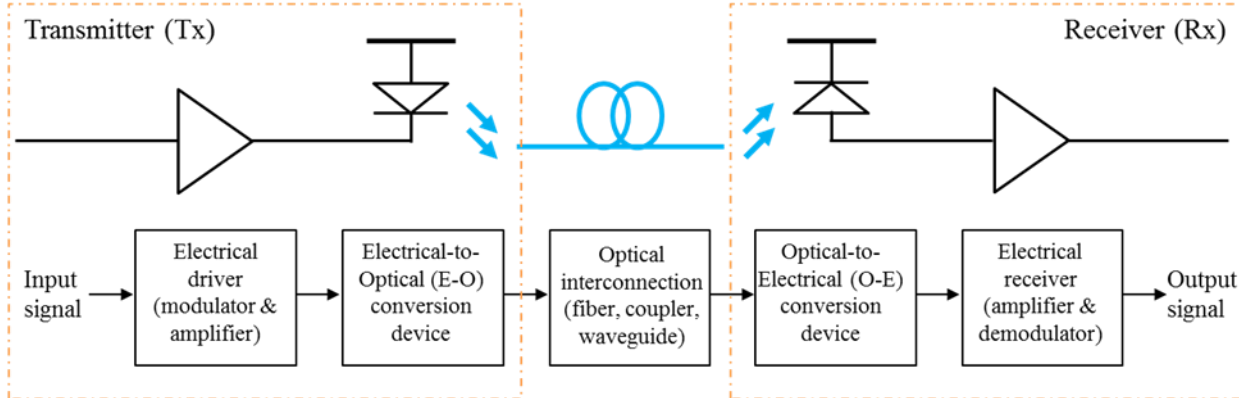 Transmitter (Tx)
Receiver (Rx)
Input
signal
Electrical
driver
(modulator &
amplifier)
Electrical-to-
Optical (E-O)
conversion
device
Optical
interconnection
(fiber, coupler,
waveguide)
Optical-to-
Electrical (O-E)
conversion
device
Electrical
receiver
(amplifier &
demodulator)
Output
signal